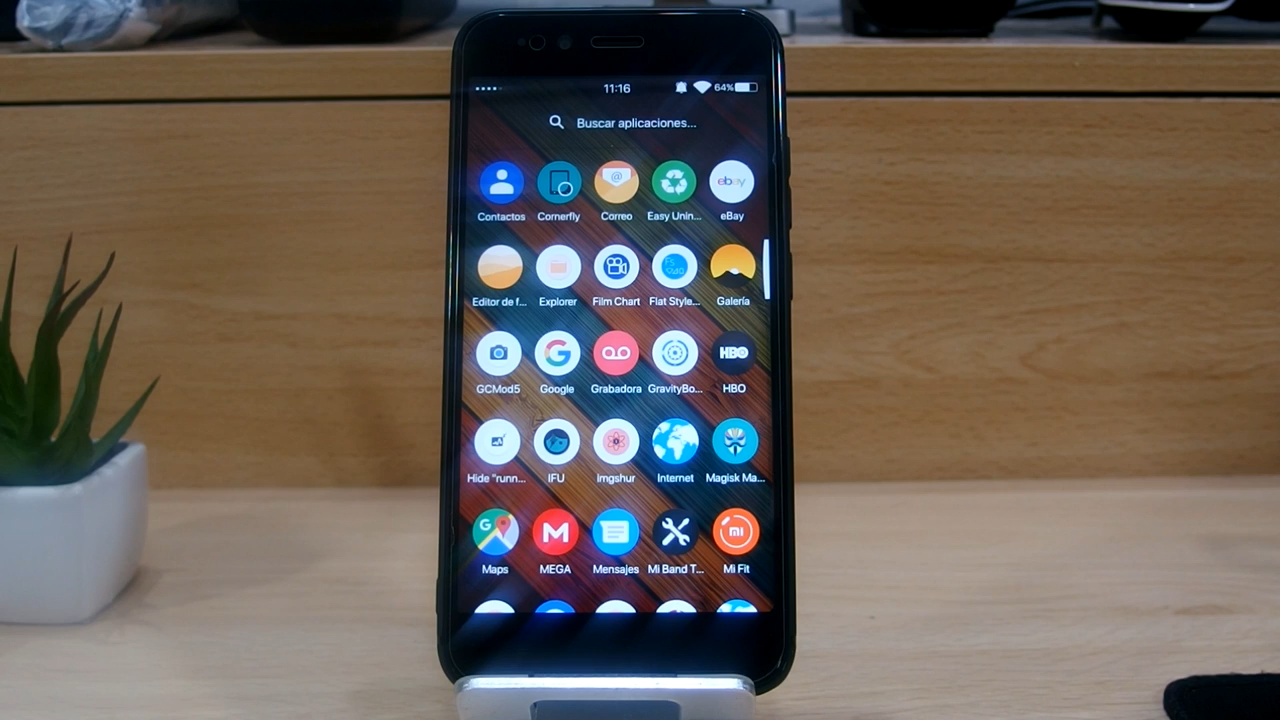 11:16 64%
Buscar aplicaciones...
@ ebay
Contactos Cornerfly Correo Easy Unin... eBay
FS
Editor de f... Explorer Film Chart Flat Style... Galería
G HBO
GCMod5 Google Grabadora GravityBo... HBO
Hide "runn... IFU Imgshur Internet Magisk Ma...
G M mi
Maps MEGA Mensajes Mi Band T... Mi Fit